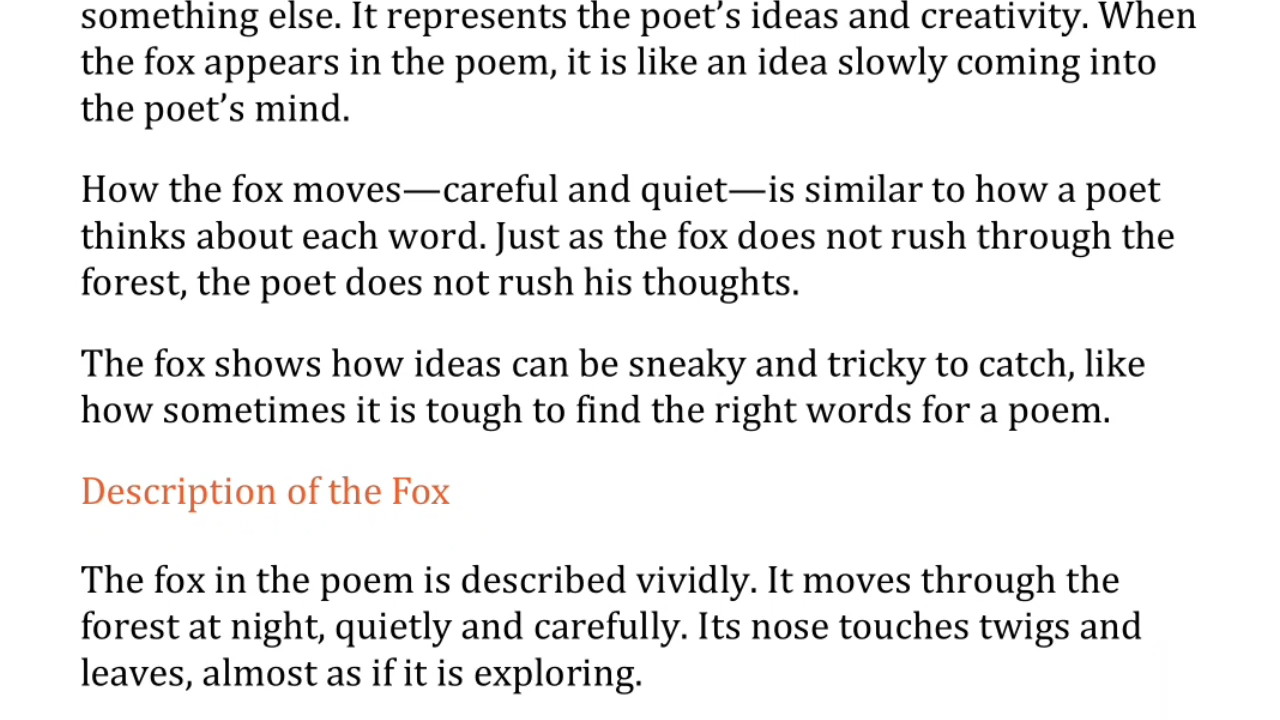 something else. It represents the poet’s ideas and creativity. When
the fox appears in the poem, it is like an idea slowly coming into
the poet’s mind.
How the fox moves—careful and quiet—is similar to how a poet
thinks about each word. Just as the fox does not rush through the
forest, the poet does not rush his thoughts.
The fox shows how ideas can be sneaky and tricky to catch, like
how sometimes it is tough to find the right words for a poem.
Description of the Fox
The fox in the poem is described vividly. It moves through the
forest at night, quietly and carefully. Its nose touches twigs and
leaves, almost as if it is exploring.